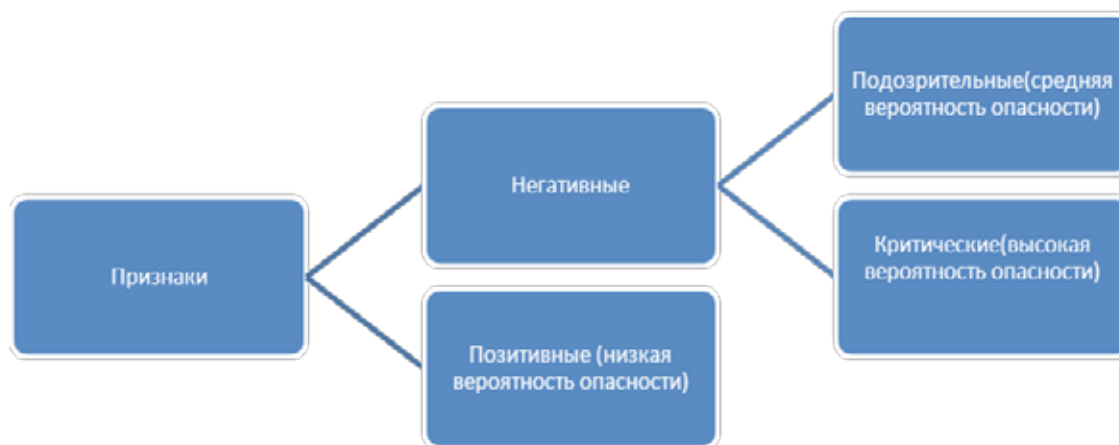 Признаки
Негативные
Позитивные (низкая
вероятность опасности)
Подозрительные(средняя
вероятность опасности)
Критические(высокая
вероятность опасности)